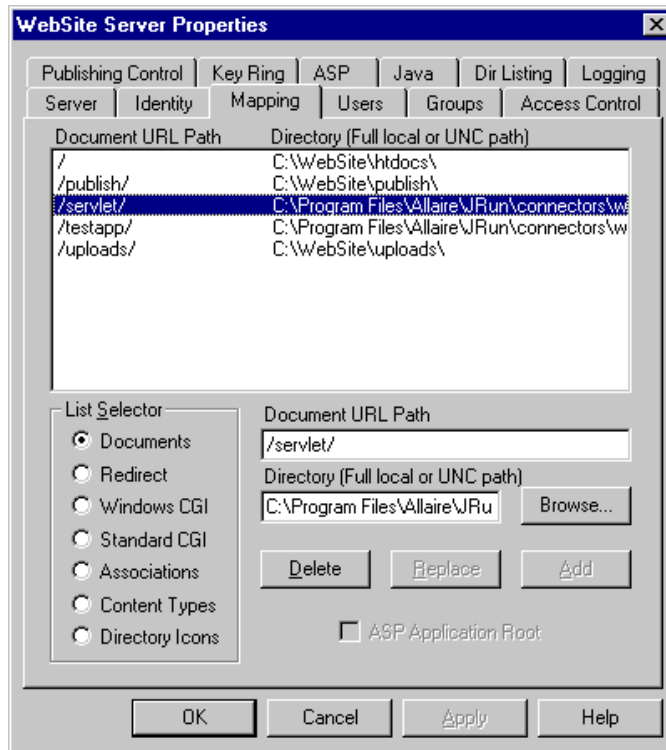 WebSite Server Properties
Publishing Control Key Ring ASP Java Dir Listing Logging
Server Identity Mapping Users Groups Access Control
Document URL Path Directory (Full local or UNC path)
/ C:\WebSite\htdocs\
/publish/ C:\WebSite\publish\
/servlet/ C:\Program Files\Allaire\JRun\connectors\w
/testapp/ C:\Program Files\Allaire\JRun\connectors\w
/uploads/ C:\WebSite\uploads\
List Selector
Documents
Redirect
Windows CGI
Standard CGI
Associations
Content Types
Directory Icons
Document URL Path
/servlet/
Directory (Full local or UNC path)
C:\Program Files\Allaire\JRu Browse...
Delete Replace Add
ASP Application Root
OK Cancel Apply Help